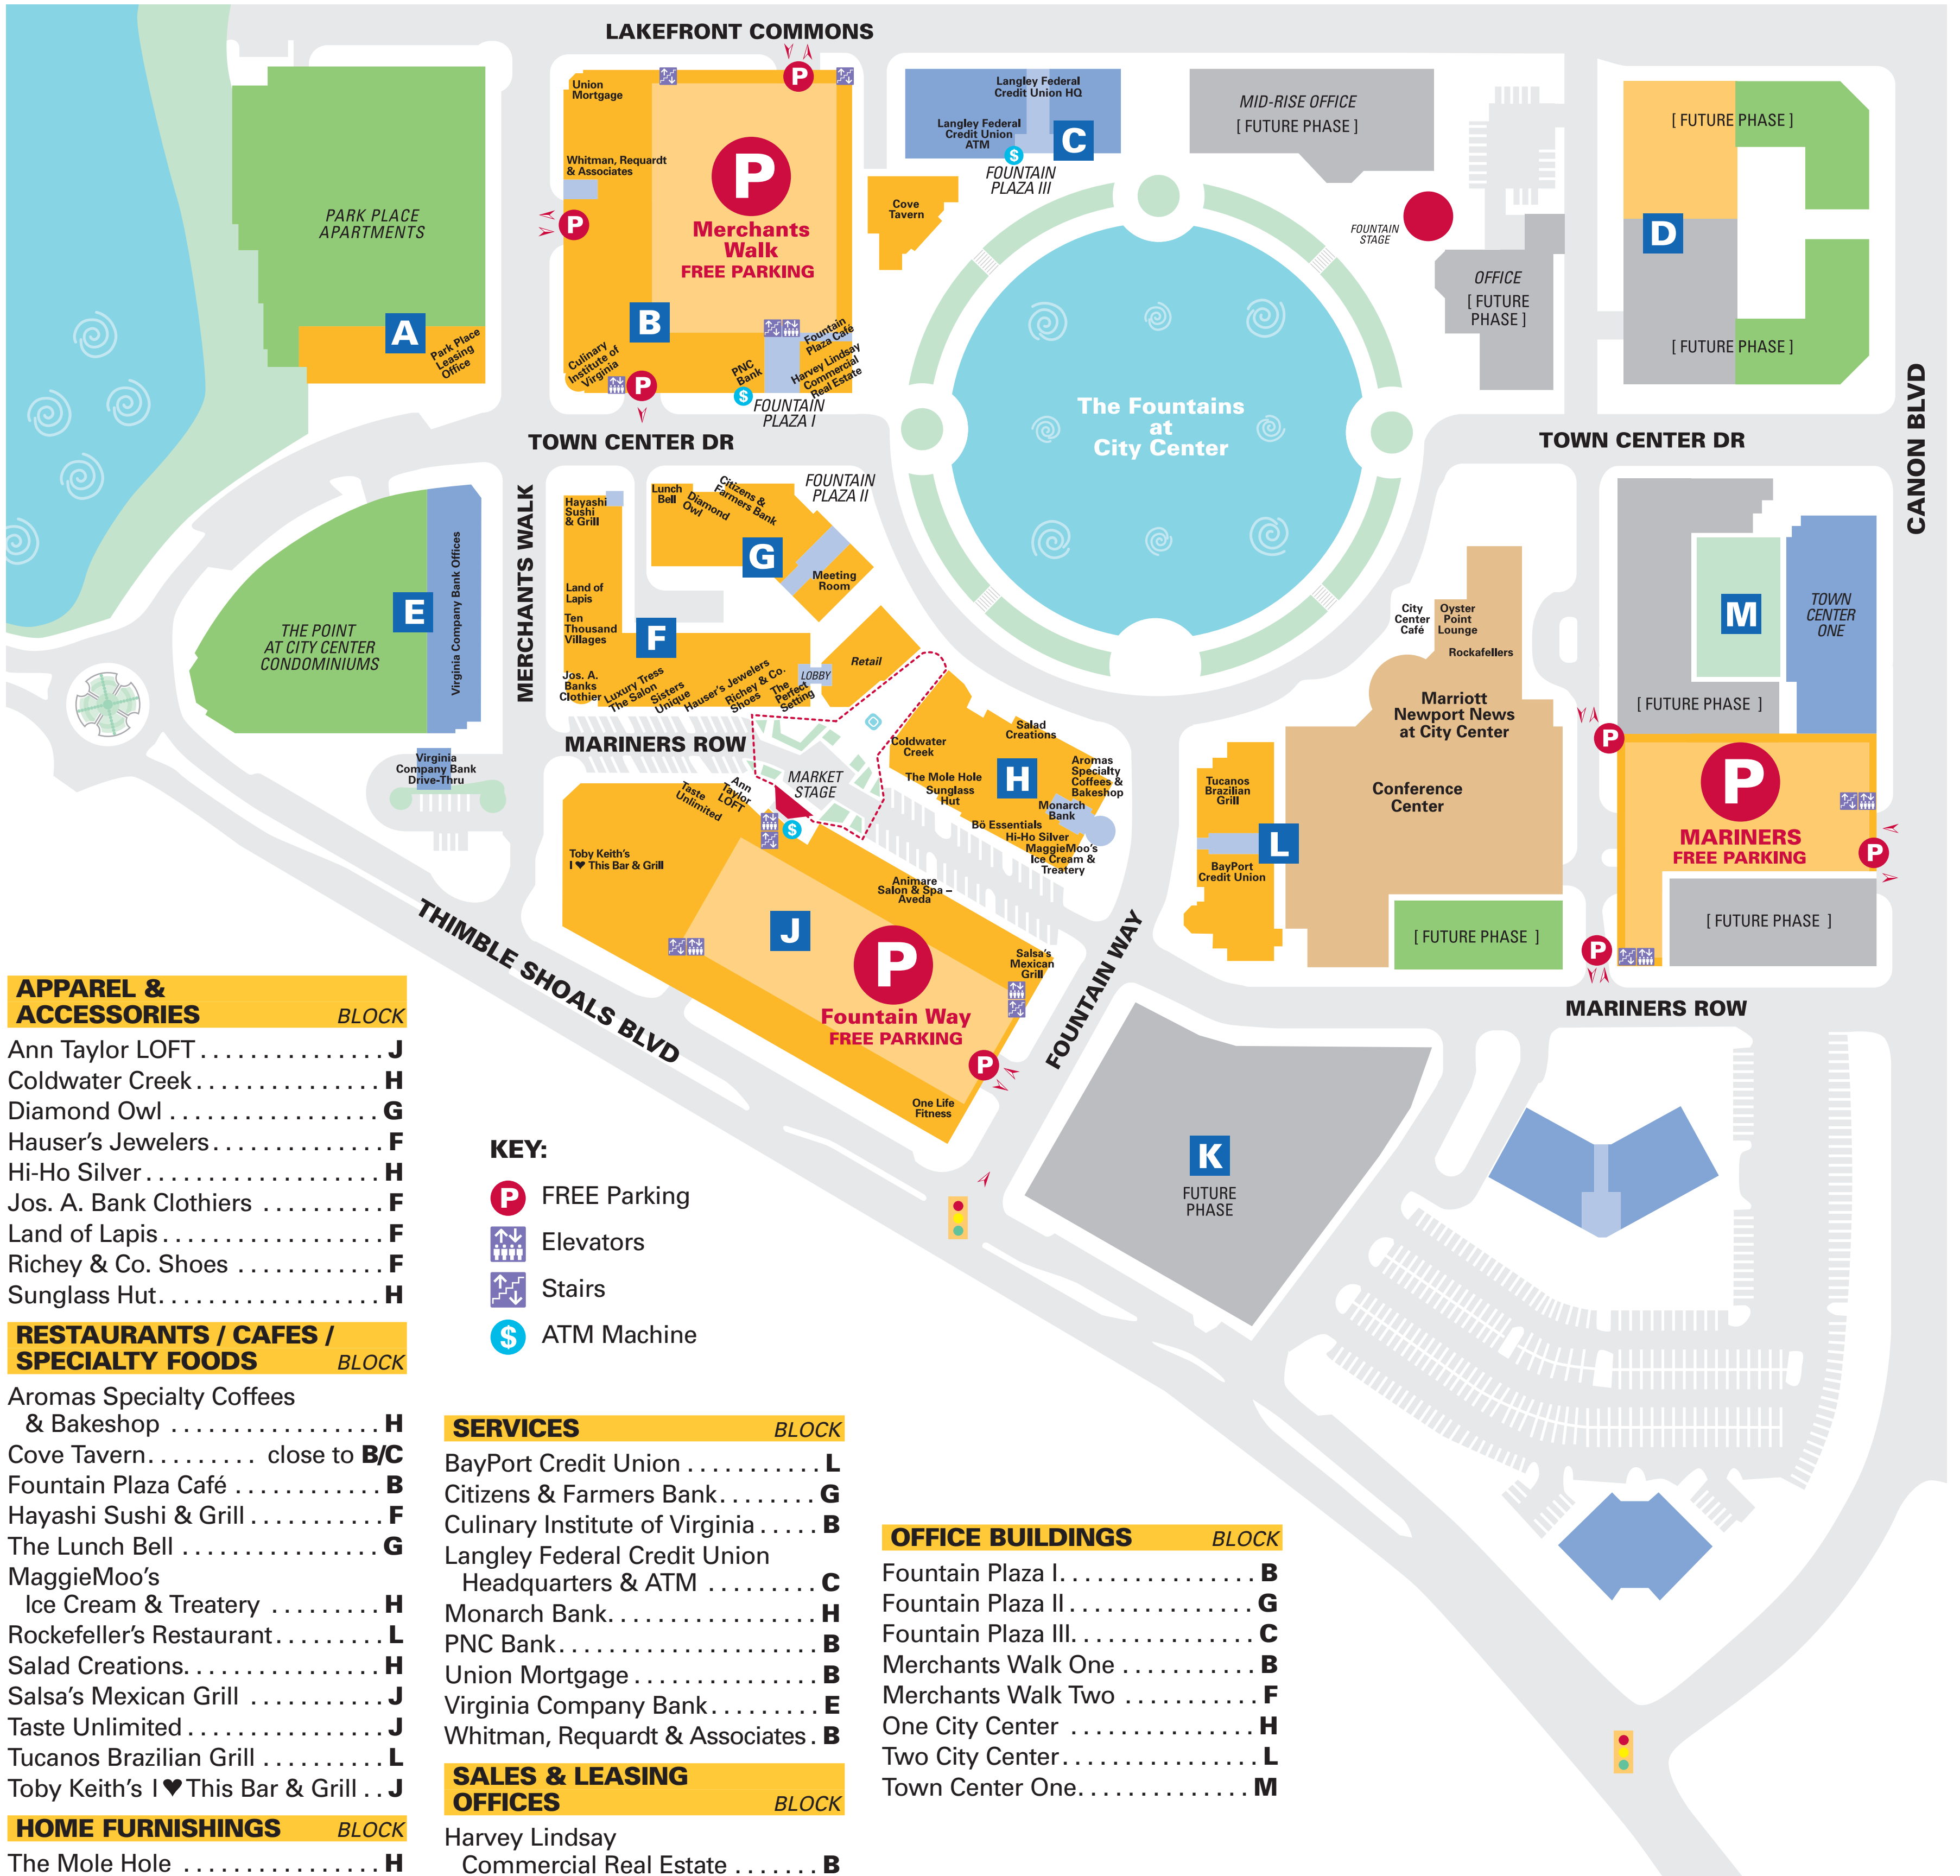 LAKEFRONT COMMONS
Union
Mortgage
P
Whitman, Requardt
& Associates
P
P
Merchants
Walk
FREE PARKING
B
Culinary
Institute of
Virginia
P
PNC
Bank
$
Fountain
Plaza Café
Harvey Lindsay
Commercial
Real Estate
FOUNTAIN
PLAZA I
PARK PLACE
APARTMENTS
A
Park Place
Leasing
Office
Langley Federal
Credit Union HQ
Langley Federal
Credit Union
ATM
$
C
FOUNTAIN
PLAZA III
Cove
Tavern
MID-RISE OFFICE
[ FUTURE PHASE ]
FOUNTAIN
STAGE
OFFICE
[ FUTURE
PHASE ]
[ FUTURE PHASE ]
D
[ FUTURE PHASE ]
CANON BLVD
The Fountains
at
City Center
TOWN CENTER DR
TOWN CENTER DR
MERCHANTS WALK
THE POINT
AT CITY CENTER
CONDOMINIUMS
E
Virginia Company Bank Offices
Virginia
Company Bank
Drive-Thru
Hayashi
Sushi
& Grill
Land of
Lapis
Ten
Thousand
Villages
F
Jos. A.
Banks
Clothier
Luxury Tress
The Salon
Sisters
Unique
Hauser's Jewelers
Richey & Co.
Shoes
The
Perfect
Setting
LOBBY
Retail
Lunch
Bell
Diamond
Owl
Citizens &
Farmers Bank
FOUNTAIN
PLAZA II
G
Meeting
Room
MARINERS ROW
MARKET
STAGE
Coldwater
Creek
Salad
Creations
The Mole Hole
Sunglass
Hut
H
Aromas
Specialty
Coffees &
Bakeshop
Monarch
Bank
Bō Essentials
Hi-Ho Silver
MaggieMoo's
Ice Cream &
Treatery
Taste
Unlimited
Ann
Taylor
LOFT
$
Toby Keith's
I ♥ This Bar & Grill
Animare
Salon & Spa –
Aveda
J
P
Fountain Way
FREE PARKING
Salsa's
Mexican
Grill
P
One Life
Fitness
THIMBLE SHOALS BLVD
FOUNTAIN WAY
City
Center
Café
Oyster
Point
Lounge
Rockafellers
Marriott
Newport News
at City Center
Conference
Center
Tucanos
Brazilian
Grill
L
BayPort
Credit Union
[ FUTURE PHASE ]
M
TOWN
CENTER
ONE
[ FUTURE PHASE ]
P
P
MARINERS
FREE PARKING
P
[ FUTURE PHASE ]
P
MARINERS ROW
K
FUTURE
PHASE
KEY:
P FREE Parking
Elevators
Stairs
$ ATM Machine
APPAREL &
ACCESSORIES BLOCK
Ann Taylor LOFT . . . . . . . . . . . . . . . J
Coldwater Creek . . . . . . . . . . . . . . . H
Diamond Owl . . . . . . . . . . . . . . . . . G
Hauser's Jewelers . . . . . . . . . . . . . . F
Hi-Ho Silver . . . . . . . . . . . . . . . . . . . H
Jos. A. Bank Clothiers . . . . . . . . . . F
Land of Lapis . . . . . . . . . . . . . . . . . . F
Richey & Co. Shoes . . . . . . . . . . . . F
Sunglass Hut . . . . . . . . . . . . . . . . . . H
RESTAURANTS / CAFES /
SPECIALTY FOODS BLOCK
Aromas Specialty Coffees
& Bakeshop . . . . . . . . . . . . . . . . . H
Cove Tavern . . . . . . . . . close to B/C
Fountain Plaza Café . . . . . . . . . . . . B
Hayashi Sushi & Grill . . . . . . . . . . . F
The Lunch Bell . . . . . . . . . . . . . . . . G
MaggieMoo's
Ice Cream & Treatery . . . . . . . . . H
Rockefeller's Restaurant . . . . . . . . . L
Salad Creations . . . . . . . . . . . . . . . . H
Salsa's Mexican Grill . . . . . . . . . . . J
Taste Unlimited . . . . . . . . . . . . . . . . J
Tucanos Brazilian Grill . . . . . . . . . . L
Toby Keith's I ♥ This Bar & Grill . . J
HOME FURNISHINGS BLOCK
The Mole Hole . . . . . . . . . . . . . . . . H
SERVICES BLOCK
BayPort Credit Union . . . . . . . . . . . L
Citizens & Farmers Bank . . . . . . . . G
Culinary Institute of Virginia . . . . . B
Langley Federal Credit Union
Headquarters & ATM . . . . . . . . . C
Monarch Bank . . . . . . . . . . . . . . . . . H
PNC Bank . . . . . . . . . . . . . . . . . . . . . B
Union Mortgage . . . . . . . . . . . . . . . B
Virginia Company Bank . . . . . . . . . E
Whitman, Requardt & Associates . B
SALES & LEASING
OFFICES BLOCK
Harvey Lindsay
Commercial Real Estate . . . . . . . B
OFFICE BUILDINGS BLOCK
Fountain Plaza I . . . . . . . . . . . . . . . . B
Fountain Plaza II . . . . . . . . . . . . . . . G
Fountain Plaza III . . . . . . . . . . . . . . . C
Merchants Walk One . . . . . . . . . . . B
Merchants Walk Two . . . . . . . . . . . F
One City Center . . . . . . . . . . . . . . . H
Two City Center . . . . . . . . . . . . . . . . L
Town Center One . . . . . . . . . . . . . . M